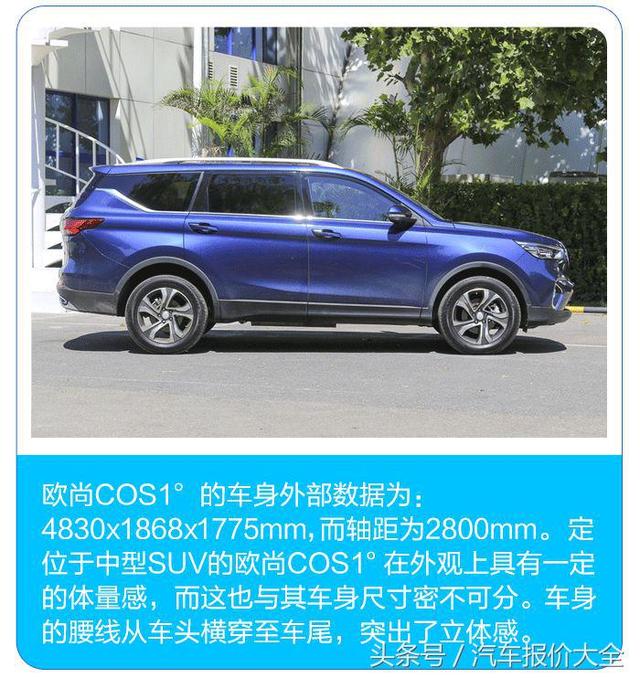 欧尚COS1° 的车身外部数据为：
4830x1868x1775mm,而轴距为2800mm。定
位于中型SUV的欧尚COS1°在外观上具有一定
的体量感，而这也与其车身尺寸密不可分。车身
的腰线从车头横穿至车尾，突出了立体感。
头条号 / 汽车报价大全